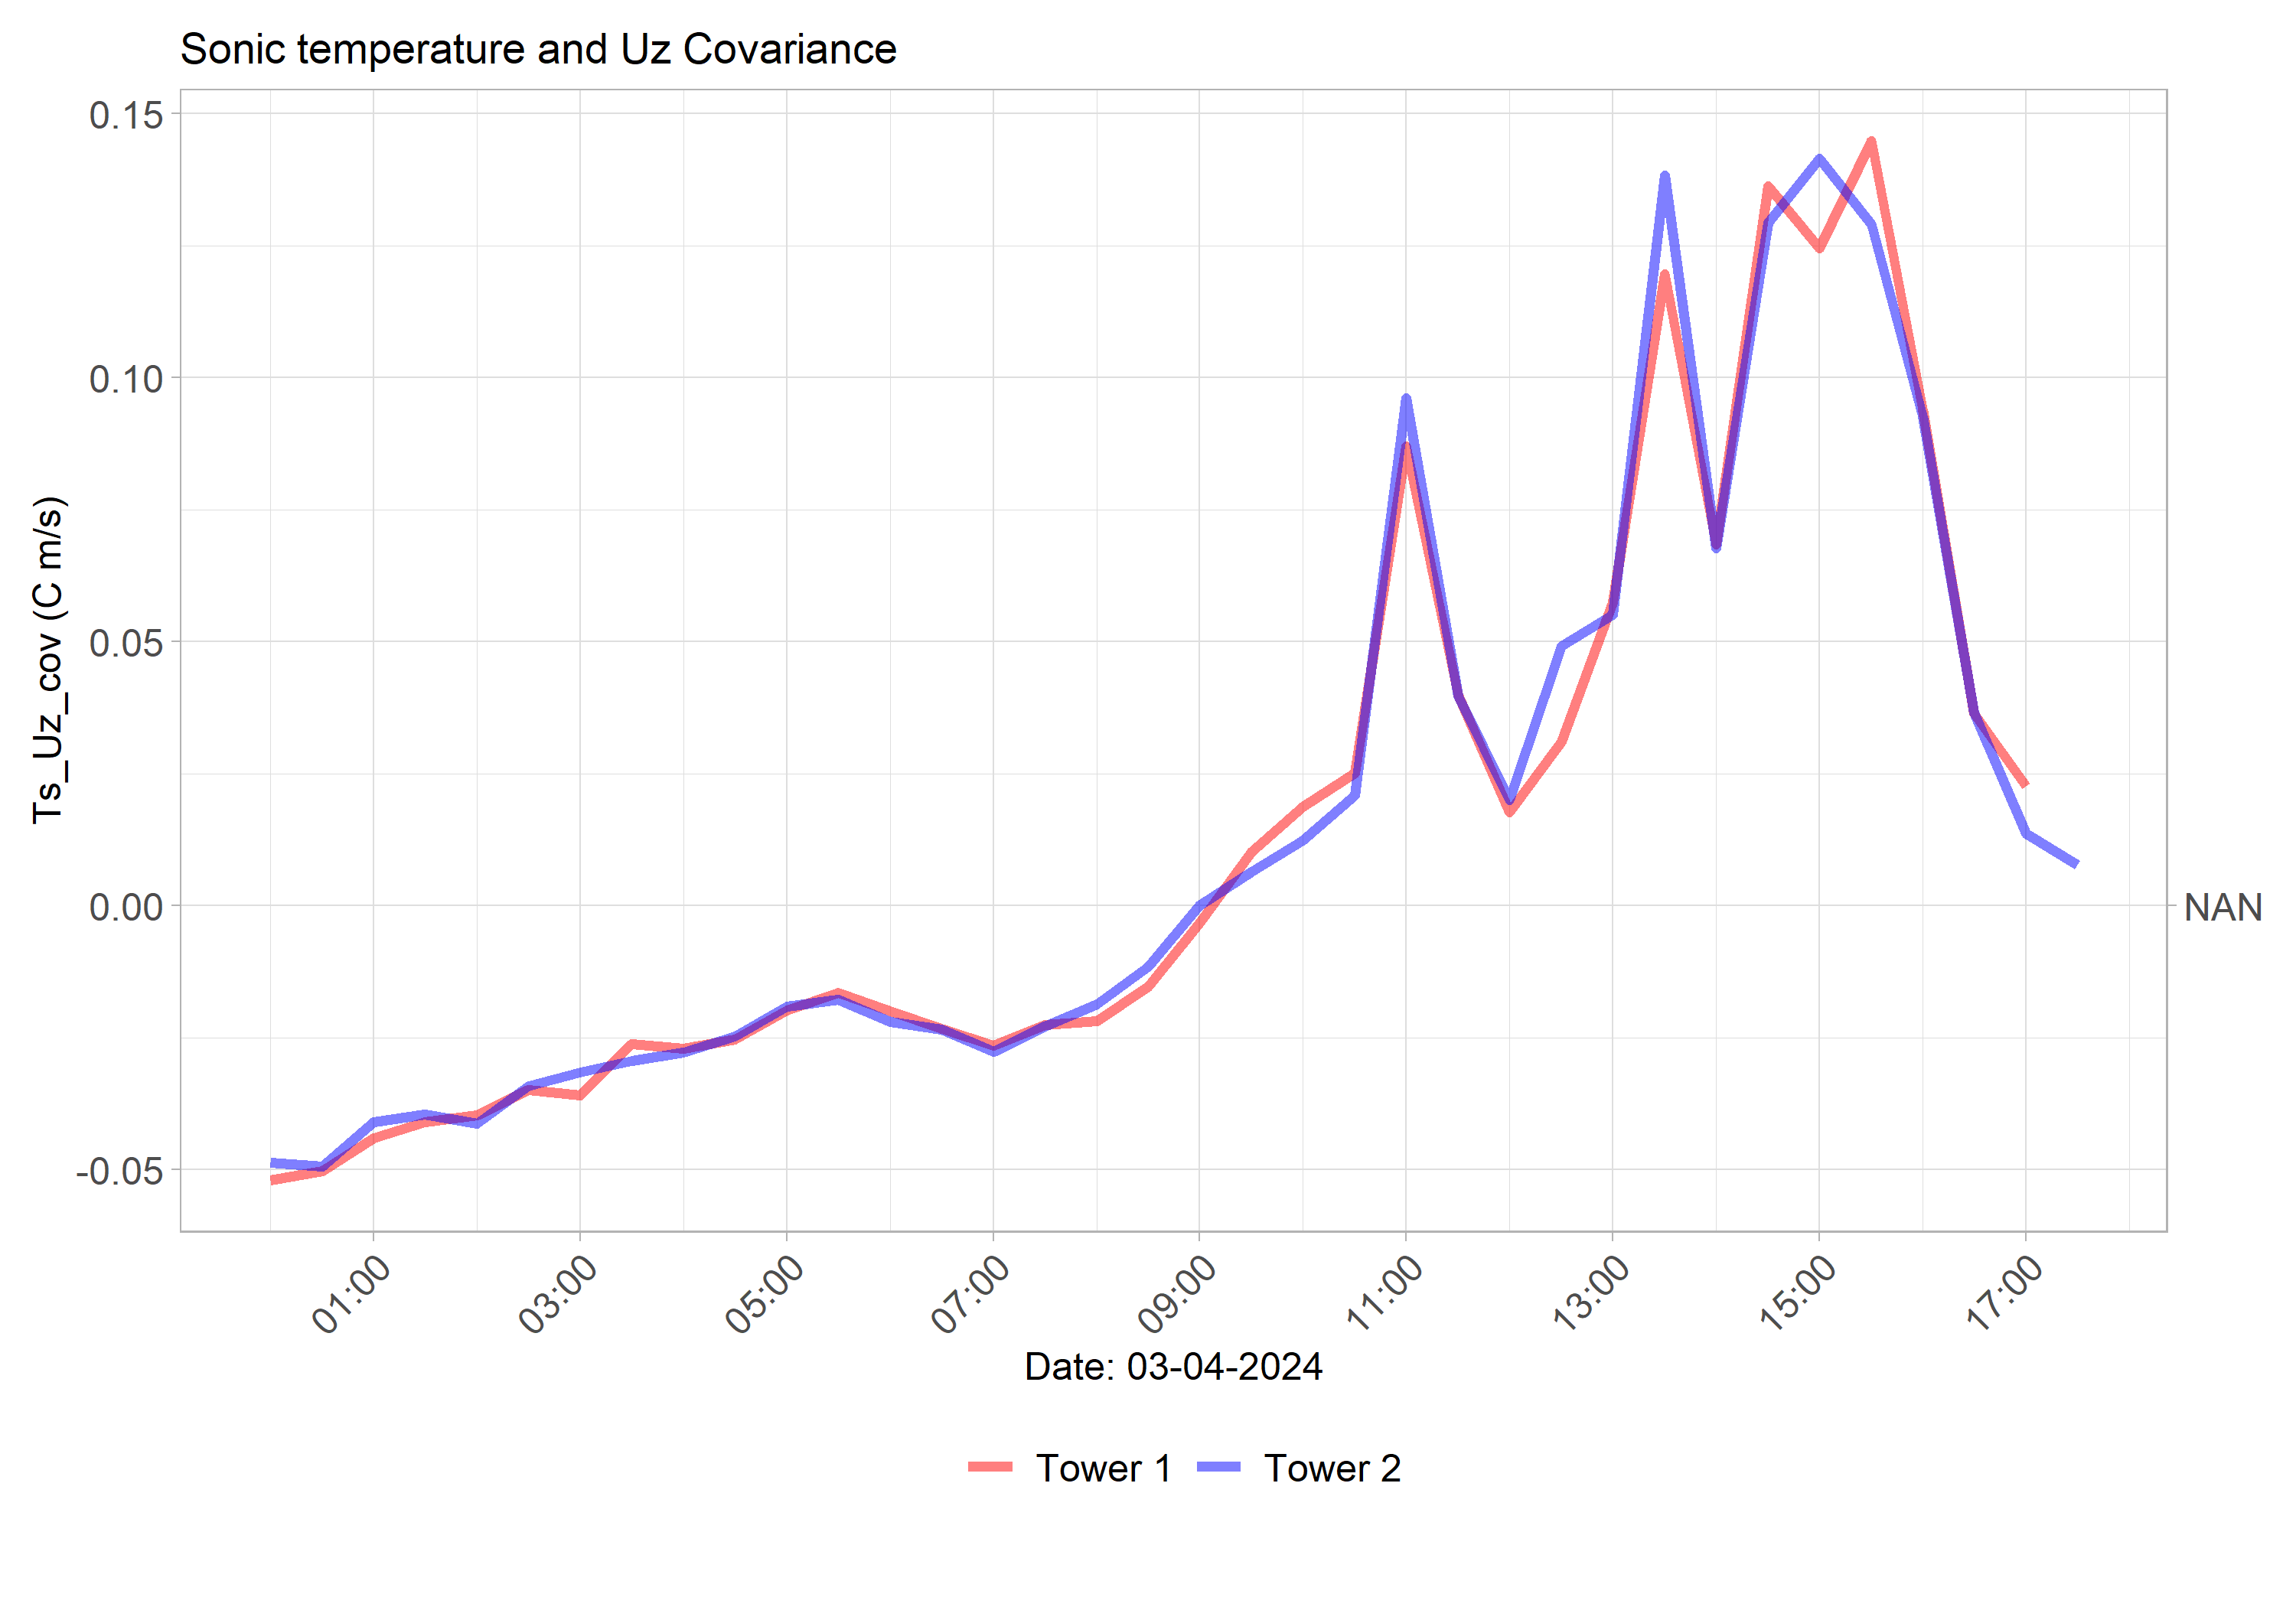 Sonic temperature and Uz Covariance
Ts_Uz_cov (C m/s)
0.15
0.10
0.05
0.00
-0.05
NAN
01:00
03:00
05:00
07:00
09:00
11:00
13:00
15:00
17:00
Date: 03-04-2024
Tower 1
Tower 2